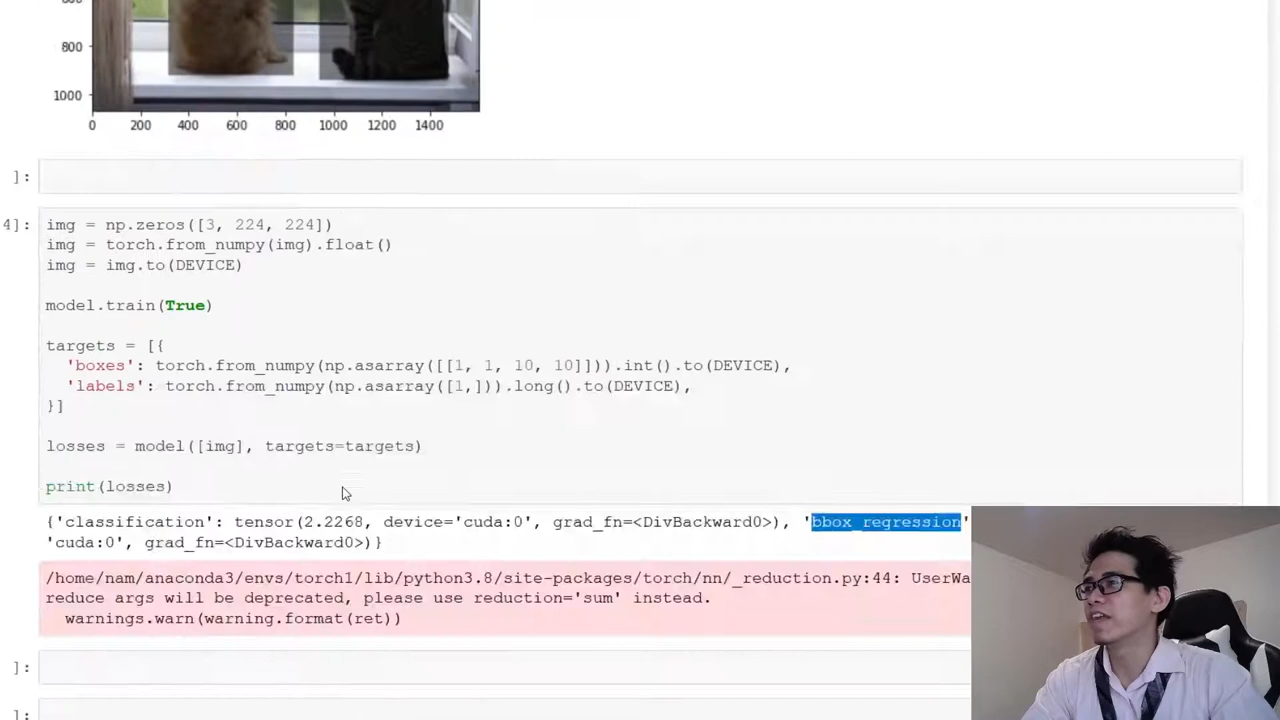 800
1000
0 200 400 600 800 1000 1200 1400
]:
4]: img = np.zeros([3, 224, 224])
img = torch.from_numpy(img).float()
img = img.to(DEVICE)
model.train(True)
targets = [{
'boxes': torch.from_numpy(np.asarray([[1, 1, 10, 10]])).int().to(DEVICE),
'labels': torch.from_numpy(np.asarray([1,])).long().to(DEVICE),
}]
losses = model([img], targets=targets)
print(losses)
{'classification': tensor(2.2268, device='cuda:0', grad_fn=<DivBackward0>), 'bbox_regression'
'cuda:0', grad_fn=<DivBackward0>)}
/home/nam/anaconda3/envs/torch1/lib/python3.8/site-packages/torch/nn/_reduction.py:44: UserWa
reduce args will be deprecated, please use reduction='sum' instead.
warnings.warn(warning.format(ret))
]:
]: